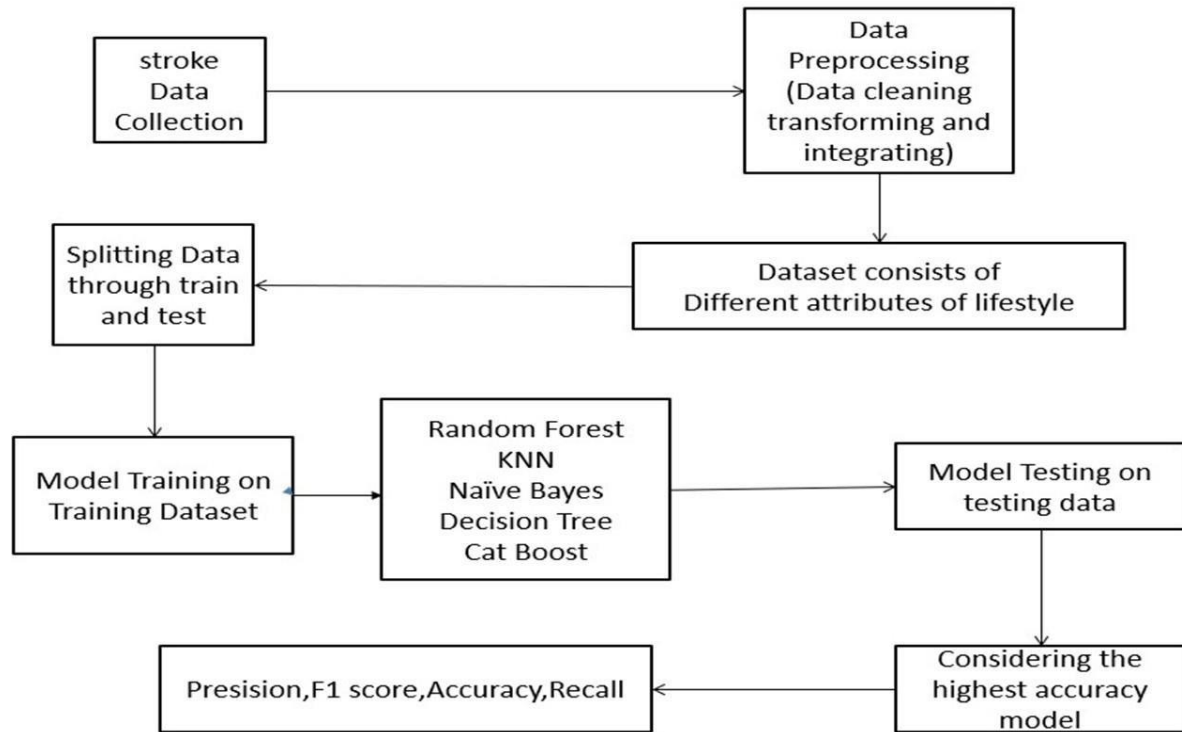 stroke
Data
Collection
Data
Preprocessing
(Data cleaning
transforming and
integrating)
Dataset consists of
Different attributes of lifestyle
Splitting Data
through train
and test
Model Training on
Training Dataset
Random Forest
KNN
Naïve Bayes
Decision Tree
Cat Boost
Model Testing on
testing data
Considering the
highest accuracy
model
Presision,F1 score,Accuracy,Recall